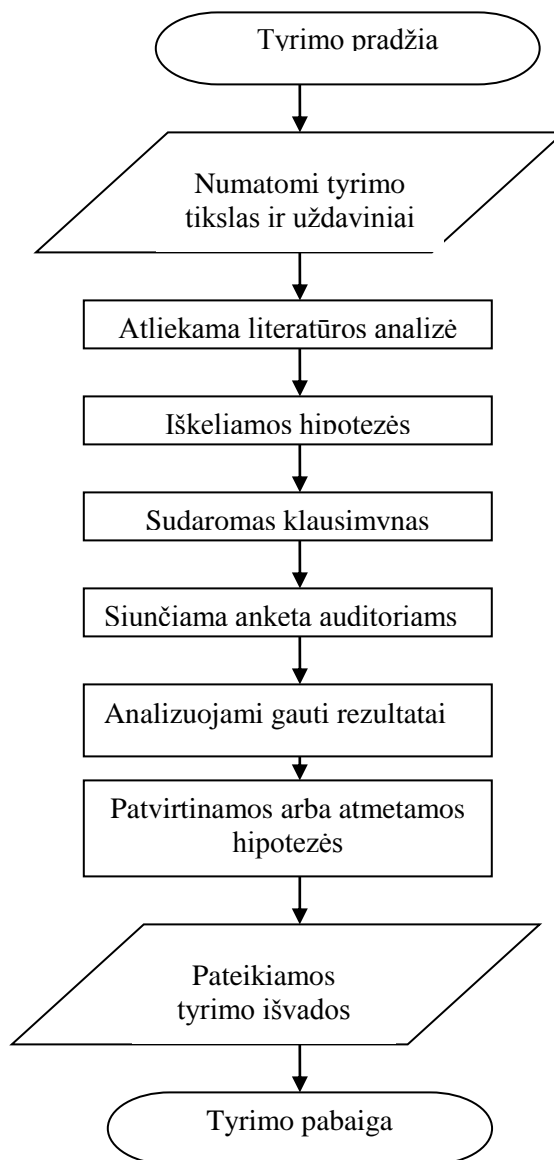 Tyrimo pradžia
Numatomi tyrimo
tikslas ir uždaviniai
Atliekama literatūros analizė
Iškeliamos hipotezės
Sudaromas klausimynas
Siunčiama anketa auditoriams
Analizuojami gauti rezultatai
Patvirtinamos arba atmetamos
hipotezės
Pateikiamos
tyrimo išvados
Tyrimo pabaiga